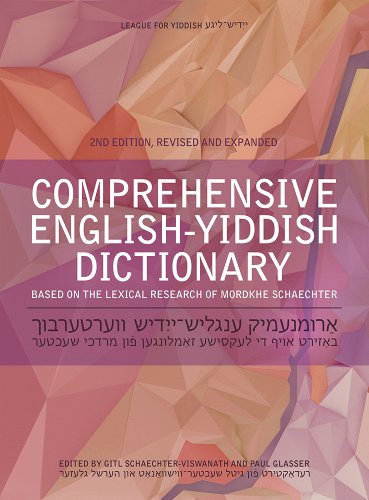 LEAGUE FOR YIDDISH ייִדיש־ליגע
2ND EDITION, REVISED AND EXPANDED
COMPREHENSIVE
ENGLISH-YIDDISH
DICTIONARY
BASED ON THE LEXICAL RESEARCH OF MORDKHE SCHAECHTER
אַרומנעמיק ענגליש־ייִדיש ווערטערבוך
באַזירט אויף די לעקסישע זאַמלונגען פֿון מרדכי שעכטער
EDITED BY GITL SCHAECHTER-VISWANATH AND PAUL GLASSER
רעדאַקטירט פֿון גיטל שעכטער־ווישוואַנאַט און הערשל גלעזער